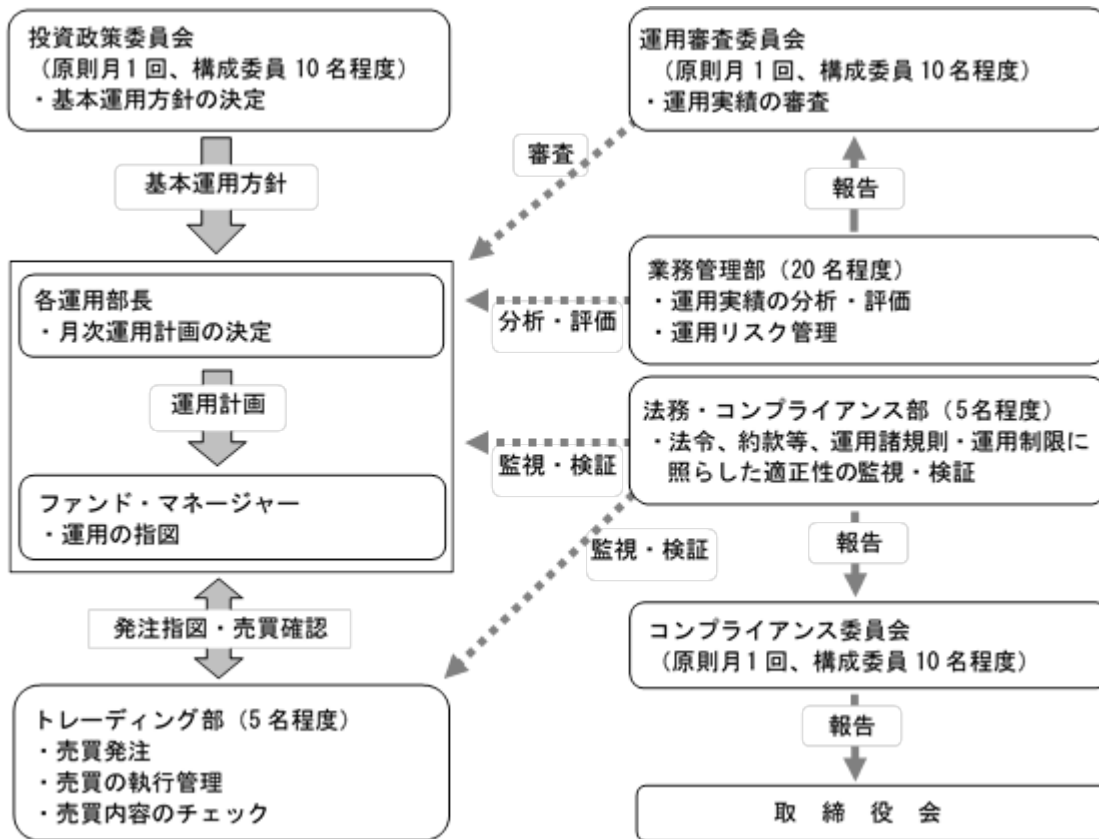 投資政策委員会
（原則月1回、構成委員10名程度）
・基本運用方針の決定
基本運用方針
各運用部長
・月次運用計画の決定
運用計画
ファンド・マネージャー
・運用の指図
発注指図・売買確認
トレーディング部（5名程度）
・売買発注
・売買の執行管理
・売買内容のチェック
審査
分析・評価
監視・検証
監視・検証
運用審査委員会
（原則月1回、構成委員10名程度）
・運用実績の審査
報告
業務管理部（20名程度）
・運用実績の分析・評価
・運用リスク管理
法務・コンプライアンス部（5名程度）
・法令、約款等、運用諸規則・運用制限に
照らした適正性の監視・検証
報告
コンプライアンス委員会
（原則月1回、構成委員10名程度）
報告
取締役会